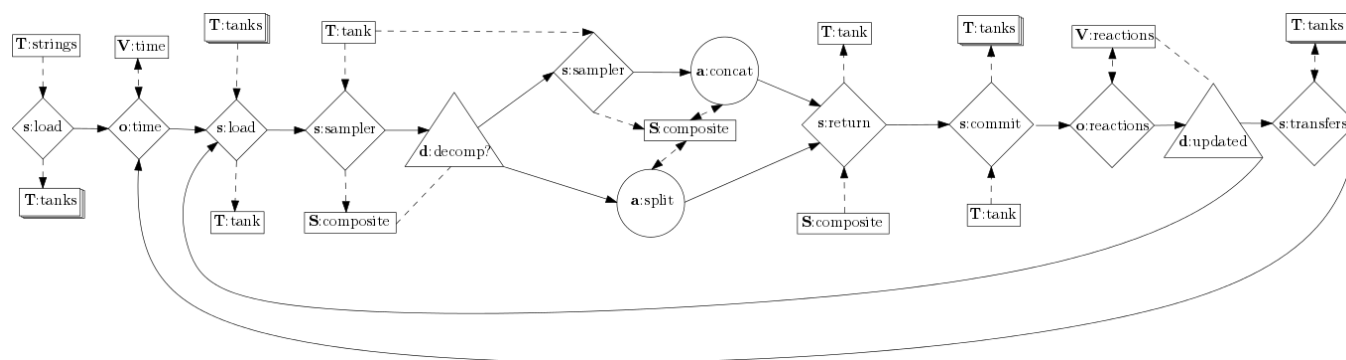 T:strings
V:time
T:tanks
T:tank
T:tank
T:tanks
V:reactions
T:tanks
s:load
o:time
s:load
s:sampler
d:decomp?
s:sampler
a:concat
S:composite
a:split
s:return
s:commit
o:reactions
d:updated
s:transfers
T:tanks
T:tank
S:composite
S:composite
T:tank